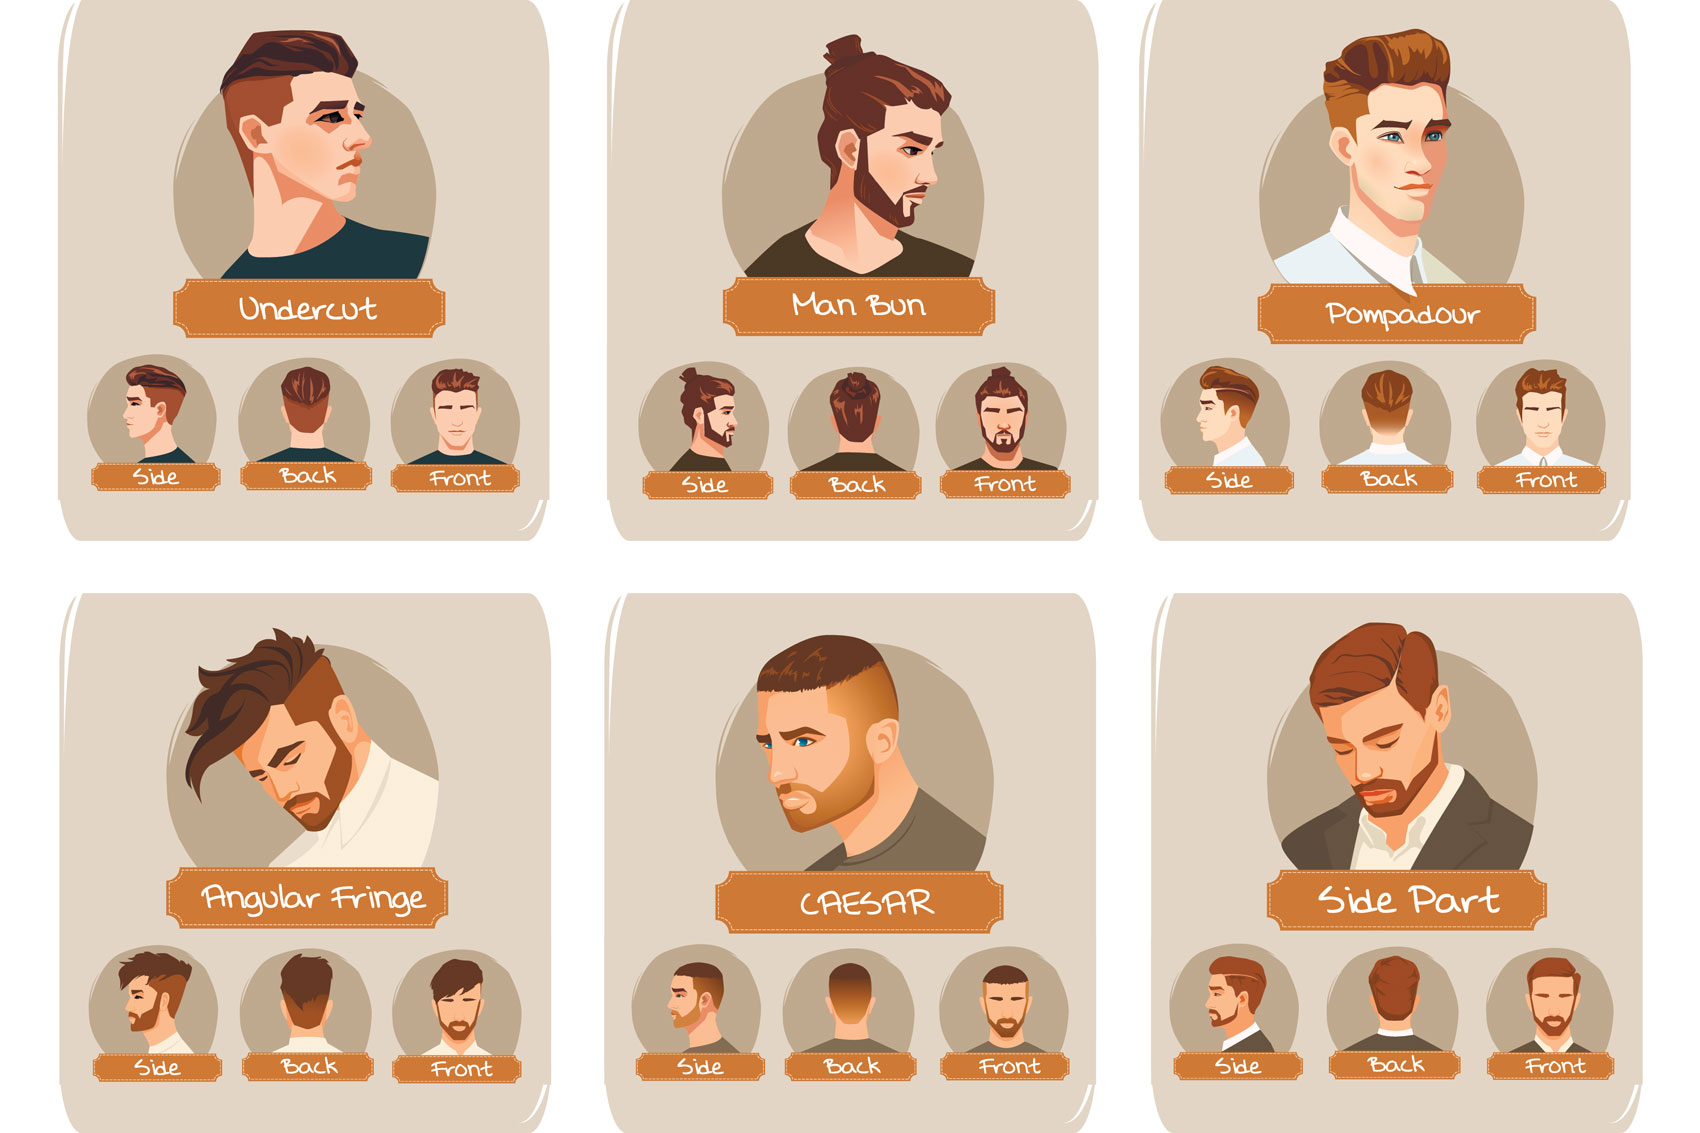 Undercut
Side
Back
Front
Man Bun
Side
Back
Front
Pompadour
Side
Back
Front
Angular Fringe
Side
Back
Front
CAESAR
Side
Back
Front
Side Part
Side
Back
Front